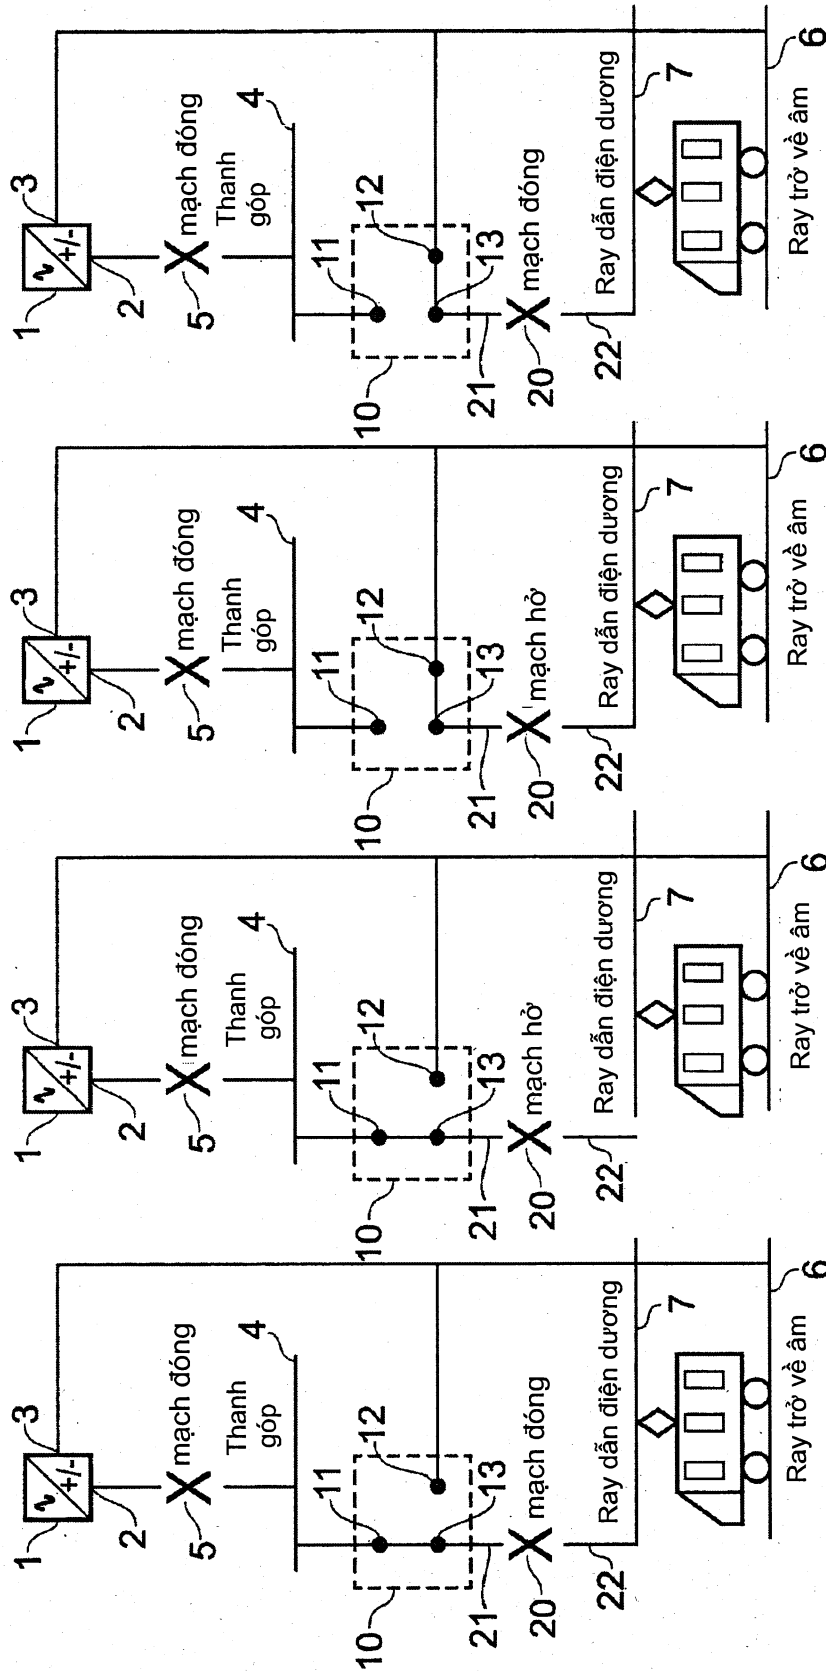 1
3
~
+/-
2
5
mạch đóng
Thanh
góp
4
11
12
10
13
21
20
mạch đóng
22
Ray dẫn điện dương
7
Ray trở về âm
6
1
3
~
+/-
2
5
mạch đóng
Thanh
góp
4
11
12
10
13
21
20
mạch hở
22
Ray dẫn điện dương
7
Ray trở về âm
6
1
3
~
+/-
2
5
mạch đóng
Thanh
góp
4
11
12
10
13
21
20
mạch hở
22
Ray dẫn điện dương
7
Ray trở về âm
6
1
3
~
+/-
2
5
mạch đóng
Thanh
góp
4
11
12
10
13
21
20
mạch đóng
22
Ray dẫn điện dương
7
Ray trở về âm
6